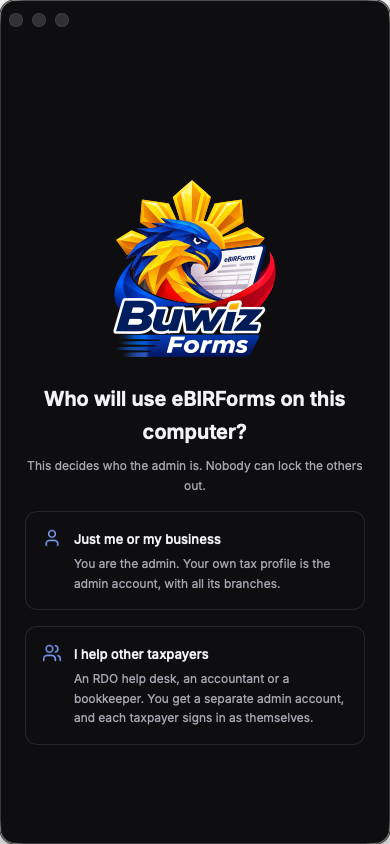 eBIRForms
Buwiz
Forms
Who will use eBIRForms on this
computer?
This decides who the admin is. Nobody can lock the others
out.
Just me or my business
You are the admin. Your own tax profile is the
admin account, with all its branches.
I help other taxpayers
An RDO help desk, an accountant or a
bookkeeper. You get a separate admin account,
and each taxpayer signs in as themselves.